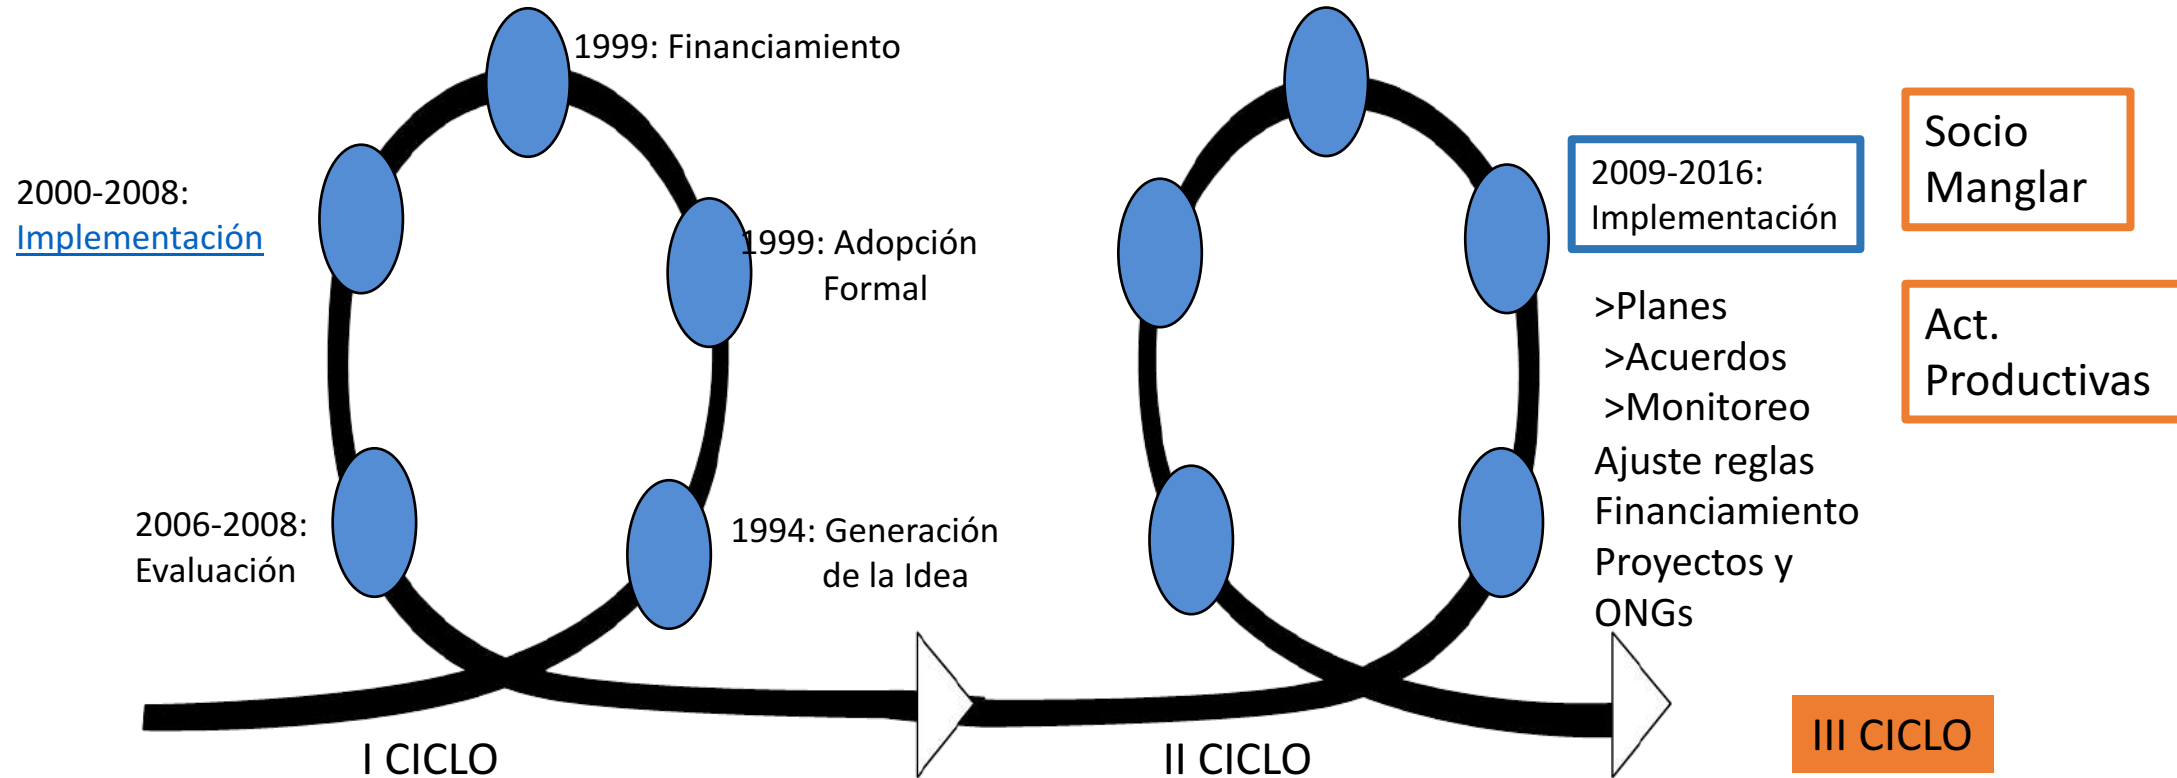 1999: Financiamiento
2000-2008:
Implementación
1999: Adopción
Formal
2006-2008:
Evaluación
1994: Generación
de la Idea
I CICLO
2009-2016:
Implementación
>Planes
>Acuerdos
>Monitoreo
Ajuste reglas
Financiamiento
Proyectos y
ONGs
II CICLO
Socio
Manglar
Act.
Productivas
III CICLO